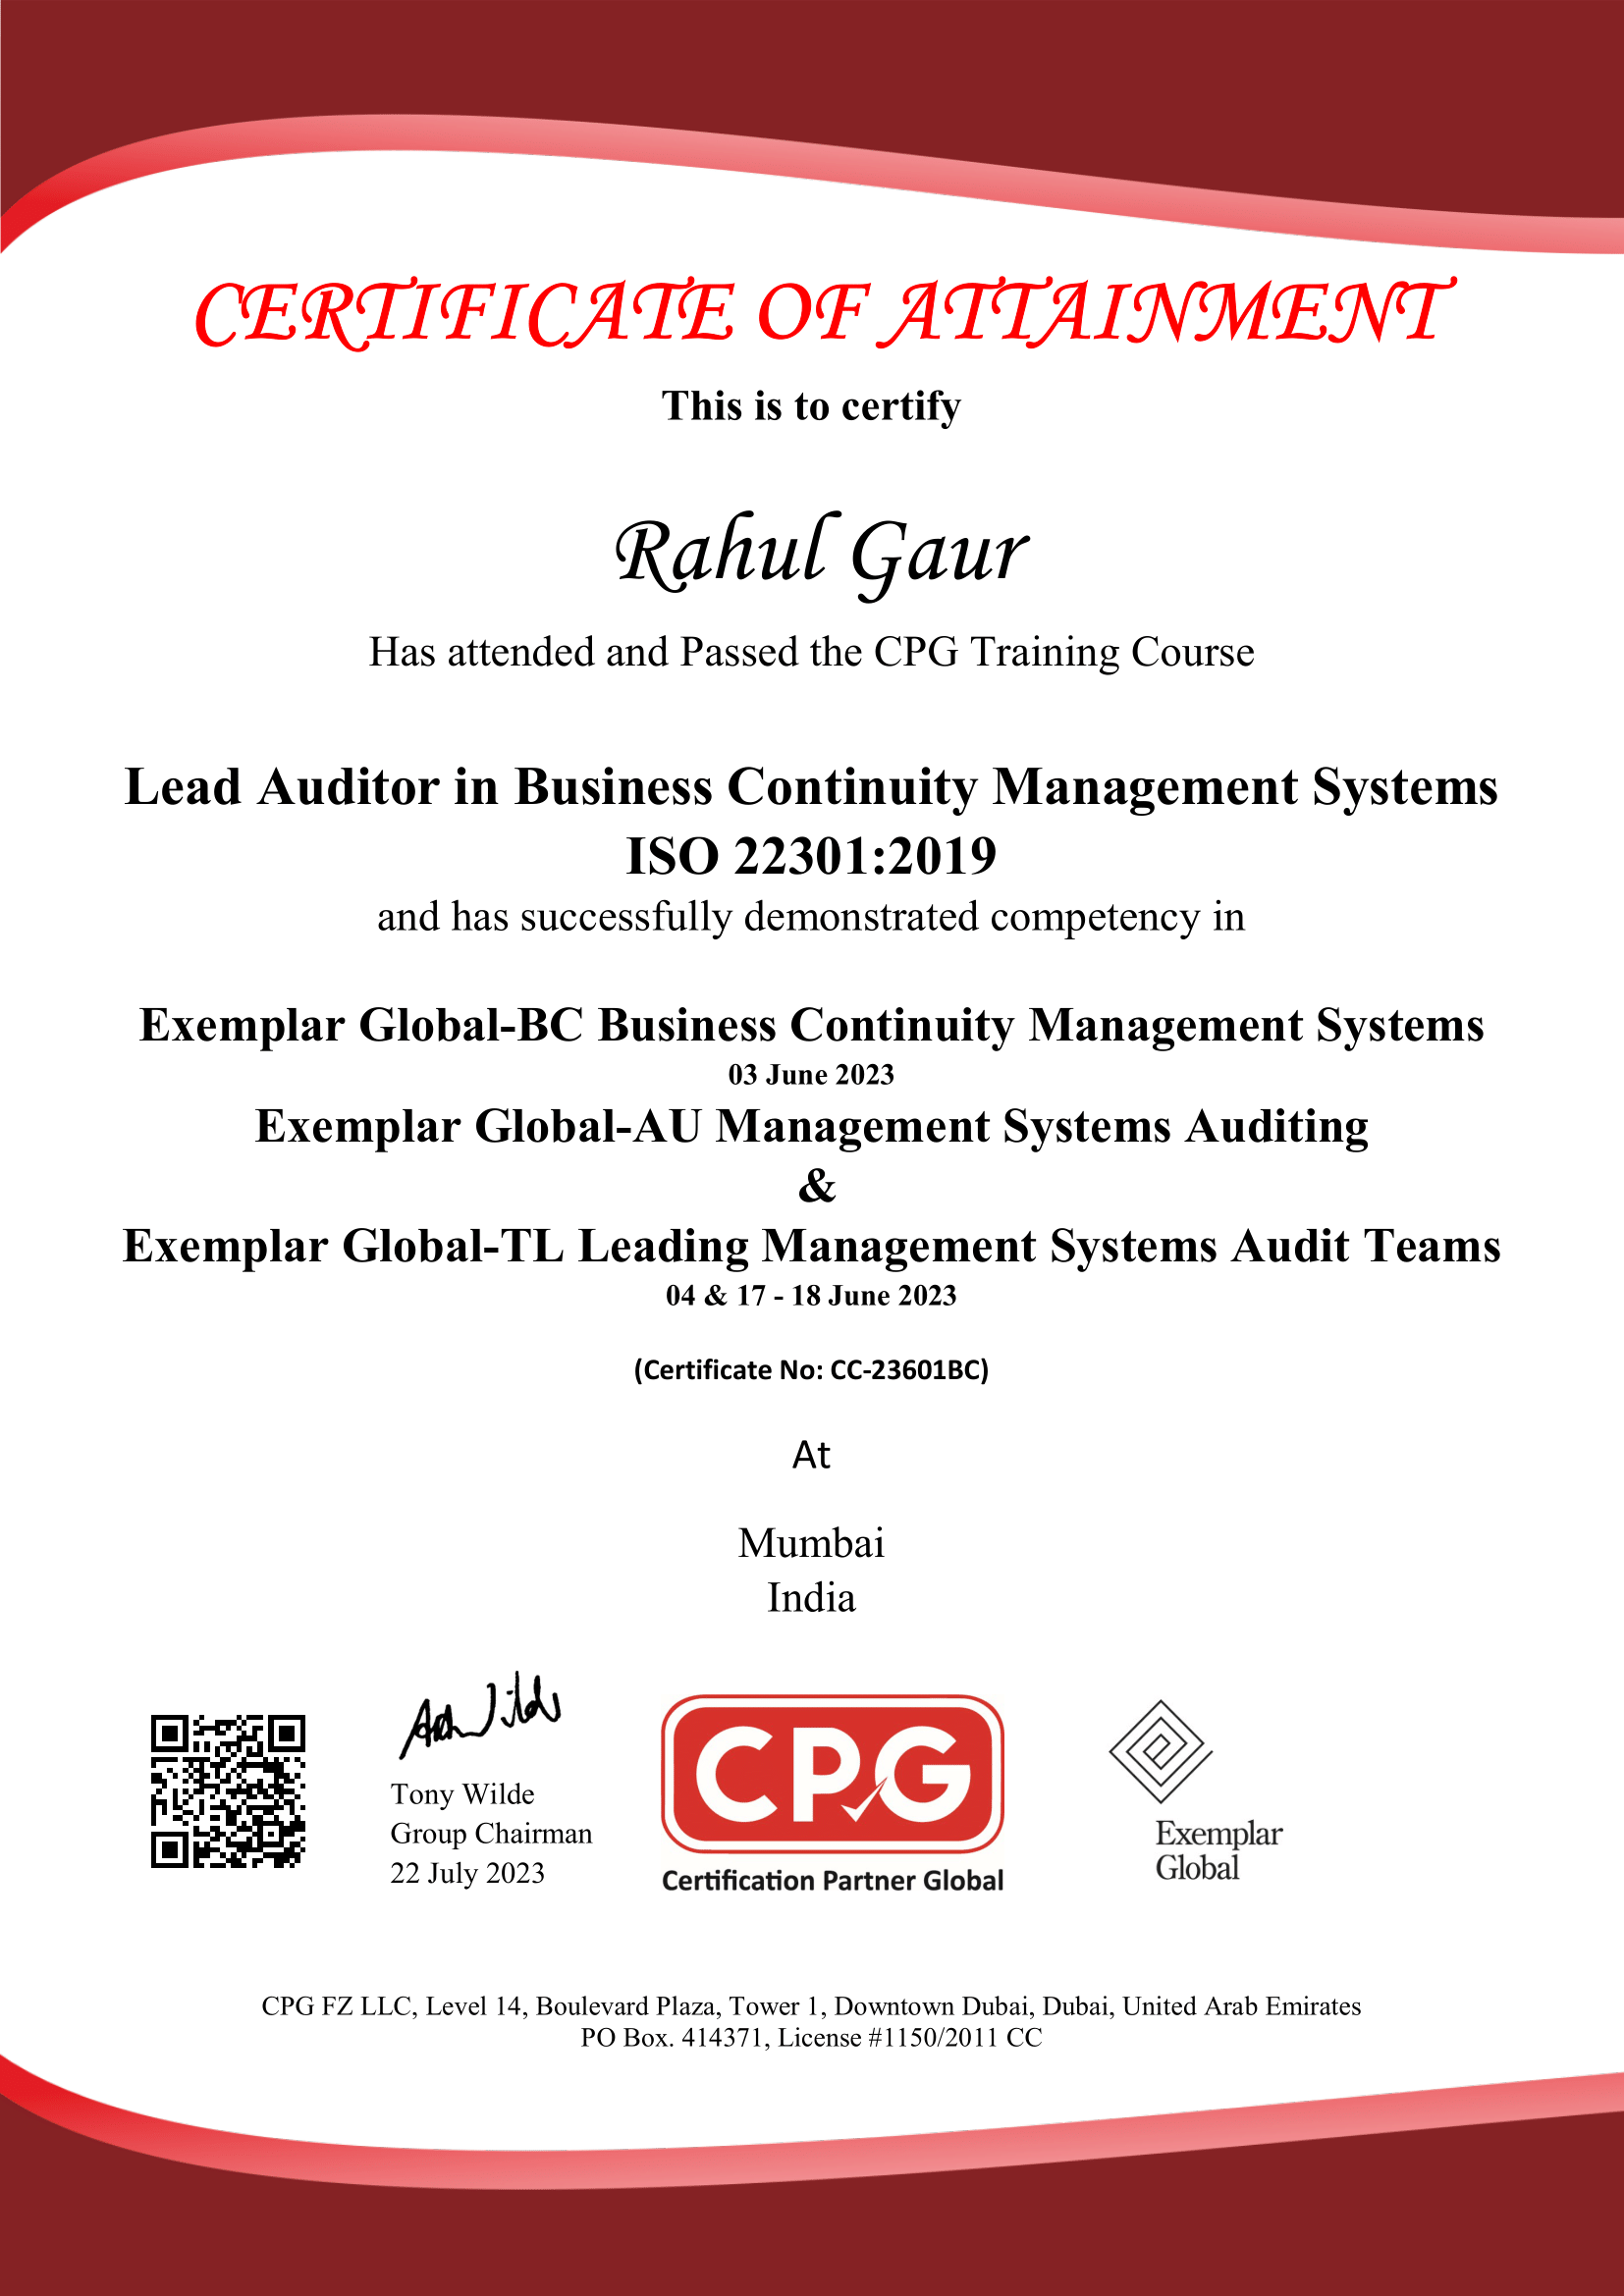 CERTIFICATE OF ATTAINMENT
This is to certify
Rahul Gaur
Has attended and Passed the CPG Training Course
Lead Auditor in Business Continuity Management Systems
ISO 22301:2019
and has successfully demonstrated competency in
Exemplar Global-BC Business Continuity Management Systems
03 June 2023
Exemplar Global-AU Management Systems Auditing
&
Exemplar Global-TL Leading Management Systems Audit Teams
04 & 17 - 18 June 2023
(Certificate No: CC-23601BC)
At
Mumbai
India
Tony Wilde
Group Chairman
22 July 2023
CPG
Certification Partner Global
Exemplar
Global
CPG FZ LLC, Level 14, Boulevard Plaza, Tower 1, Downtown Dubai, Dubai, United Arab Emirates
PO Box. 414371, License #1150/2011 CC